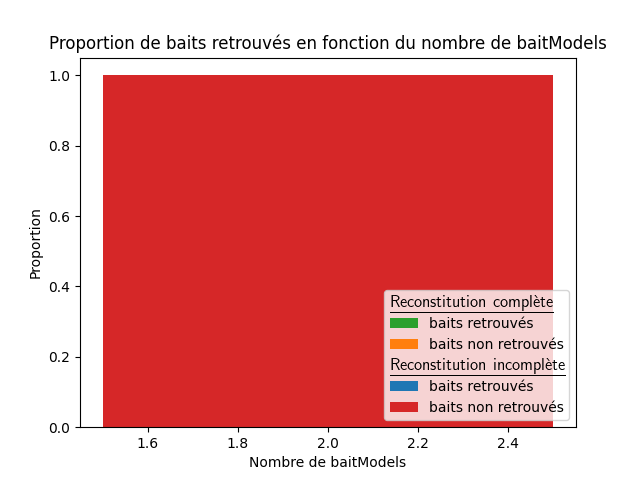 Proportion de baits retrouvés en fonction du nombre de baitModels
1.0
0.8
0.6
0.4
0.2
0.0
Proportion
Reconstitution complète
baits retrouvés
baits non retrouvés
Reconstitution incomplète
baits retrouvés
baits non retrouvés
1.6 1.8 2.0 2.2 2.4
Nombre de baitModels